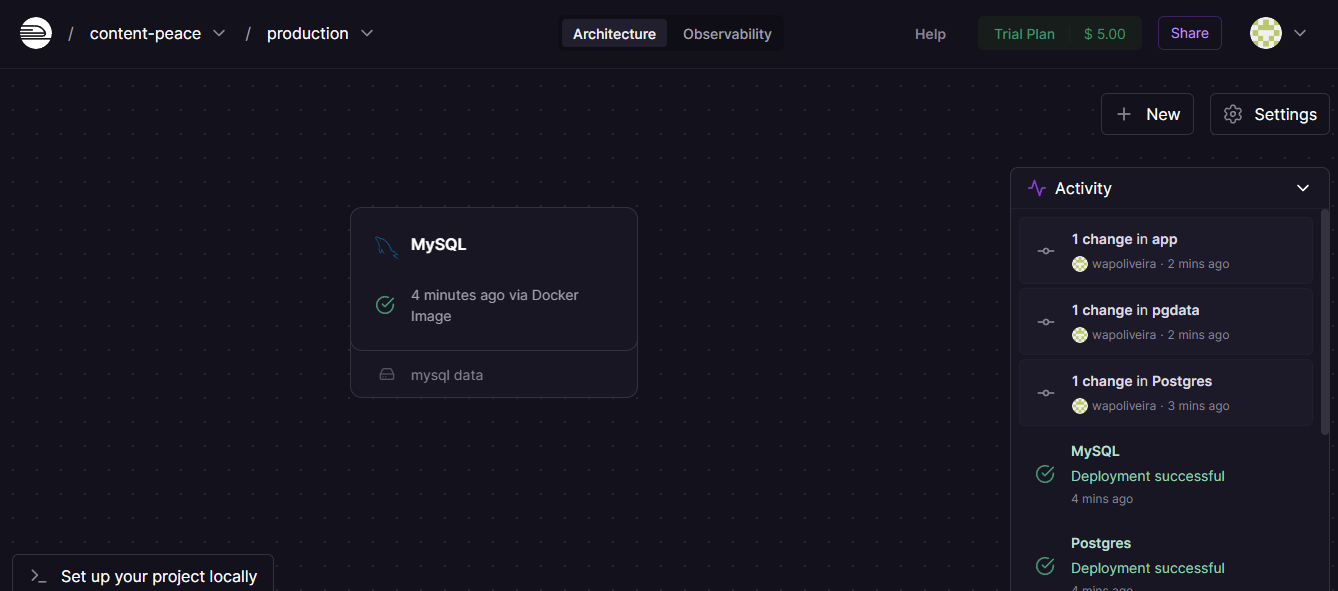 / content-peace / production
Architecture Observability
Help Trial Plan $ 5.00 Share
New Settings
MySQL
4 minutes ago via Docker
Image
mysql data
Set up your project locally
Activity
1 change in app
wapoliveira · 2 mins ago
1 change in pgdata
wapoliveira · 2 mins ago
1 change in Postgres
wapoliveira · 3 mins ago
MySQL
Deployment successful
4 mins ago
Postgres
Deployment successful
4 mins ago